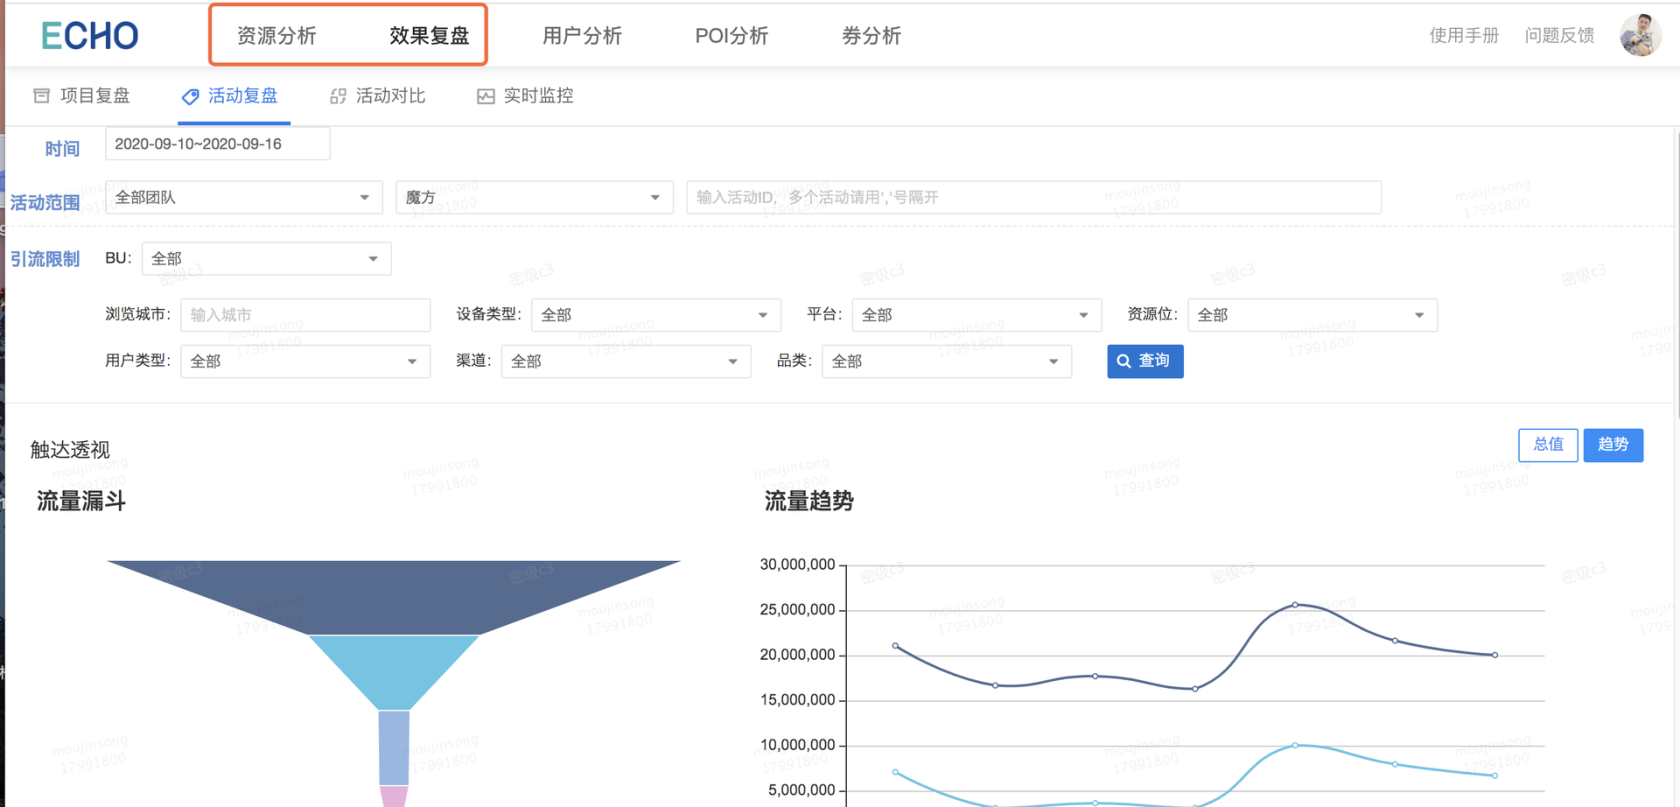 ECHO 资源分析 效果复盘 用户分析 POI分析 券分析 使用手册 问题反馈
项目复盘 活动复盘 活动对比 实时监控
时间 2020-09-10~2020-09-16
活动范围 全部团队 魔方 输入活动ID，多个活动请用','号隔开
引流限制 BU: 全部
浏览城市: 输入城市 设备类型: 全部 平台: 全部 资源位: 全部
用户类型: 全部 渠道: 全部 品类: 全部 查询
触达透视 总值 趋势
流量漏斗 流量趋势
30,000,000
25,000,000
20,000,000
15,000,000
10,000,000
5,000,000
moujinsong
17991800
密级c3